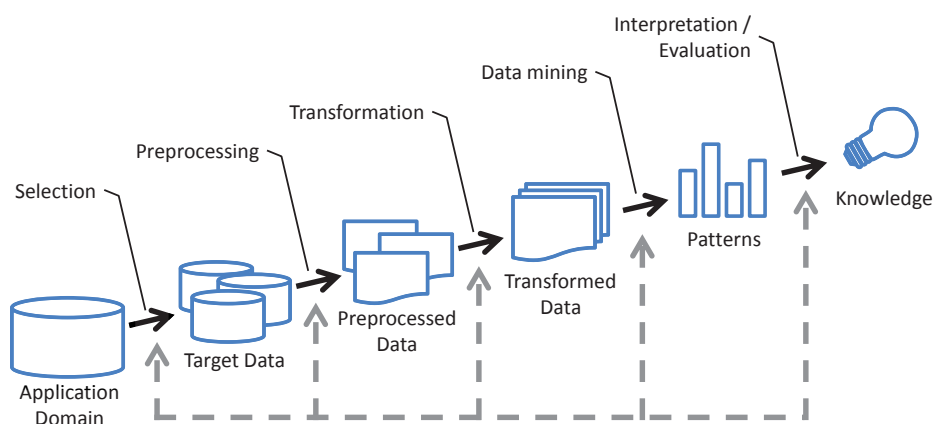 Interpretation /
Evaluation
Data mining
Transformation
Preprocessing
Selection
Knowledge
Patterns
Transformed
Data
Preprocessed
Data
Target Data
Application
Domain